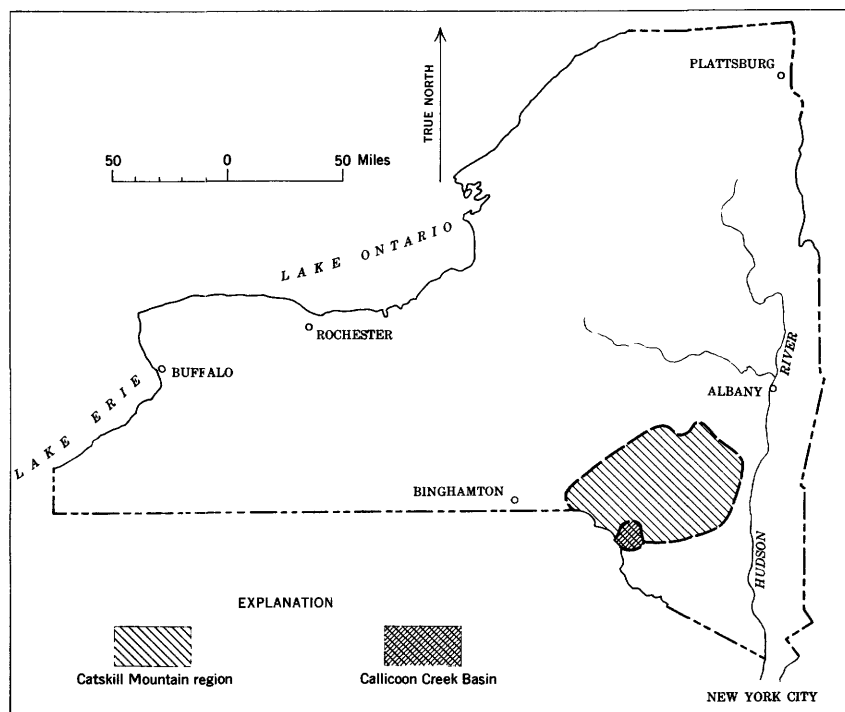 PLATTSBURG
TRUE NORTH
50 0 50 Miles
LAKE ONTARIO
ROCHESTER
BUFFALO
LAKE ERIE
RIVER
ALBANY
BINGHAMTON
HUDSON
EXPLANATION
Catskill Mountain region
Callicoon Creek Basin
NEW YORK CITY